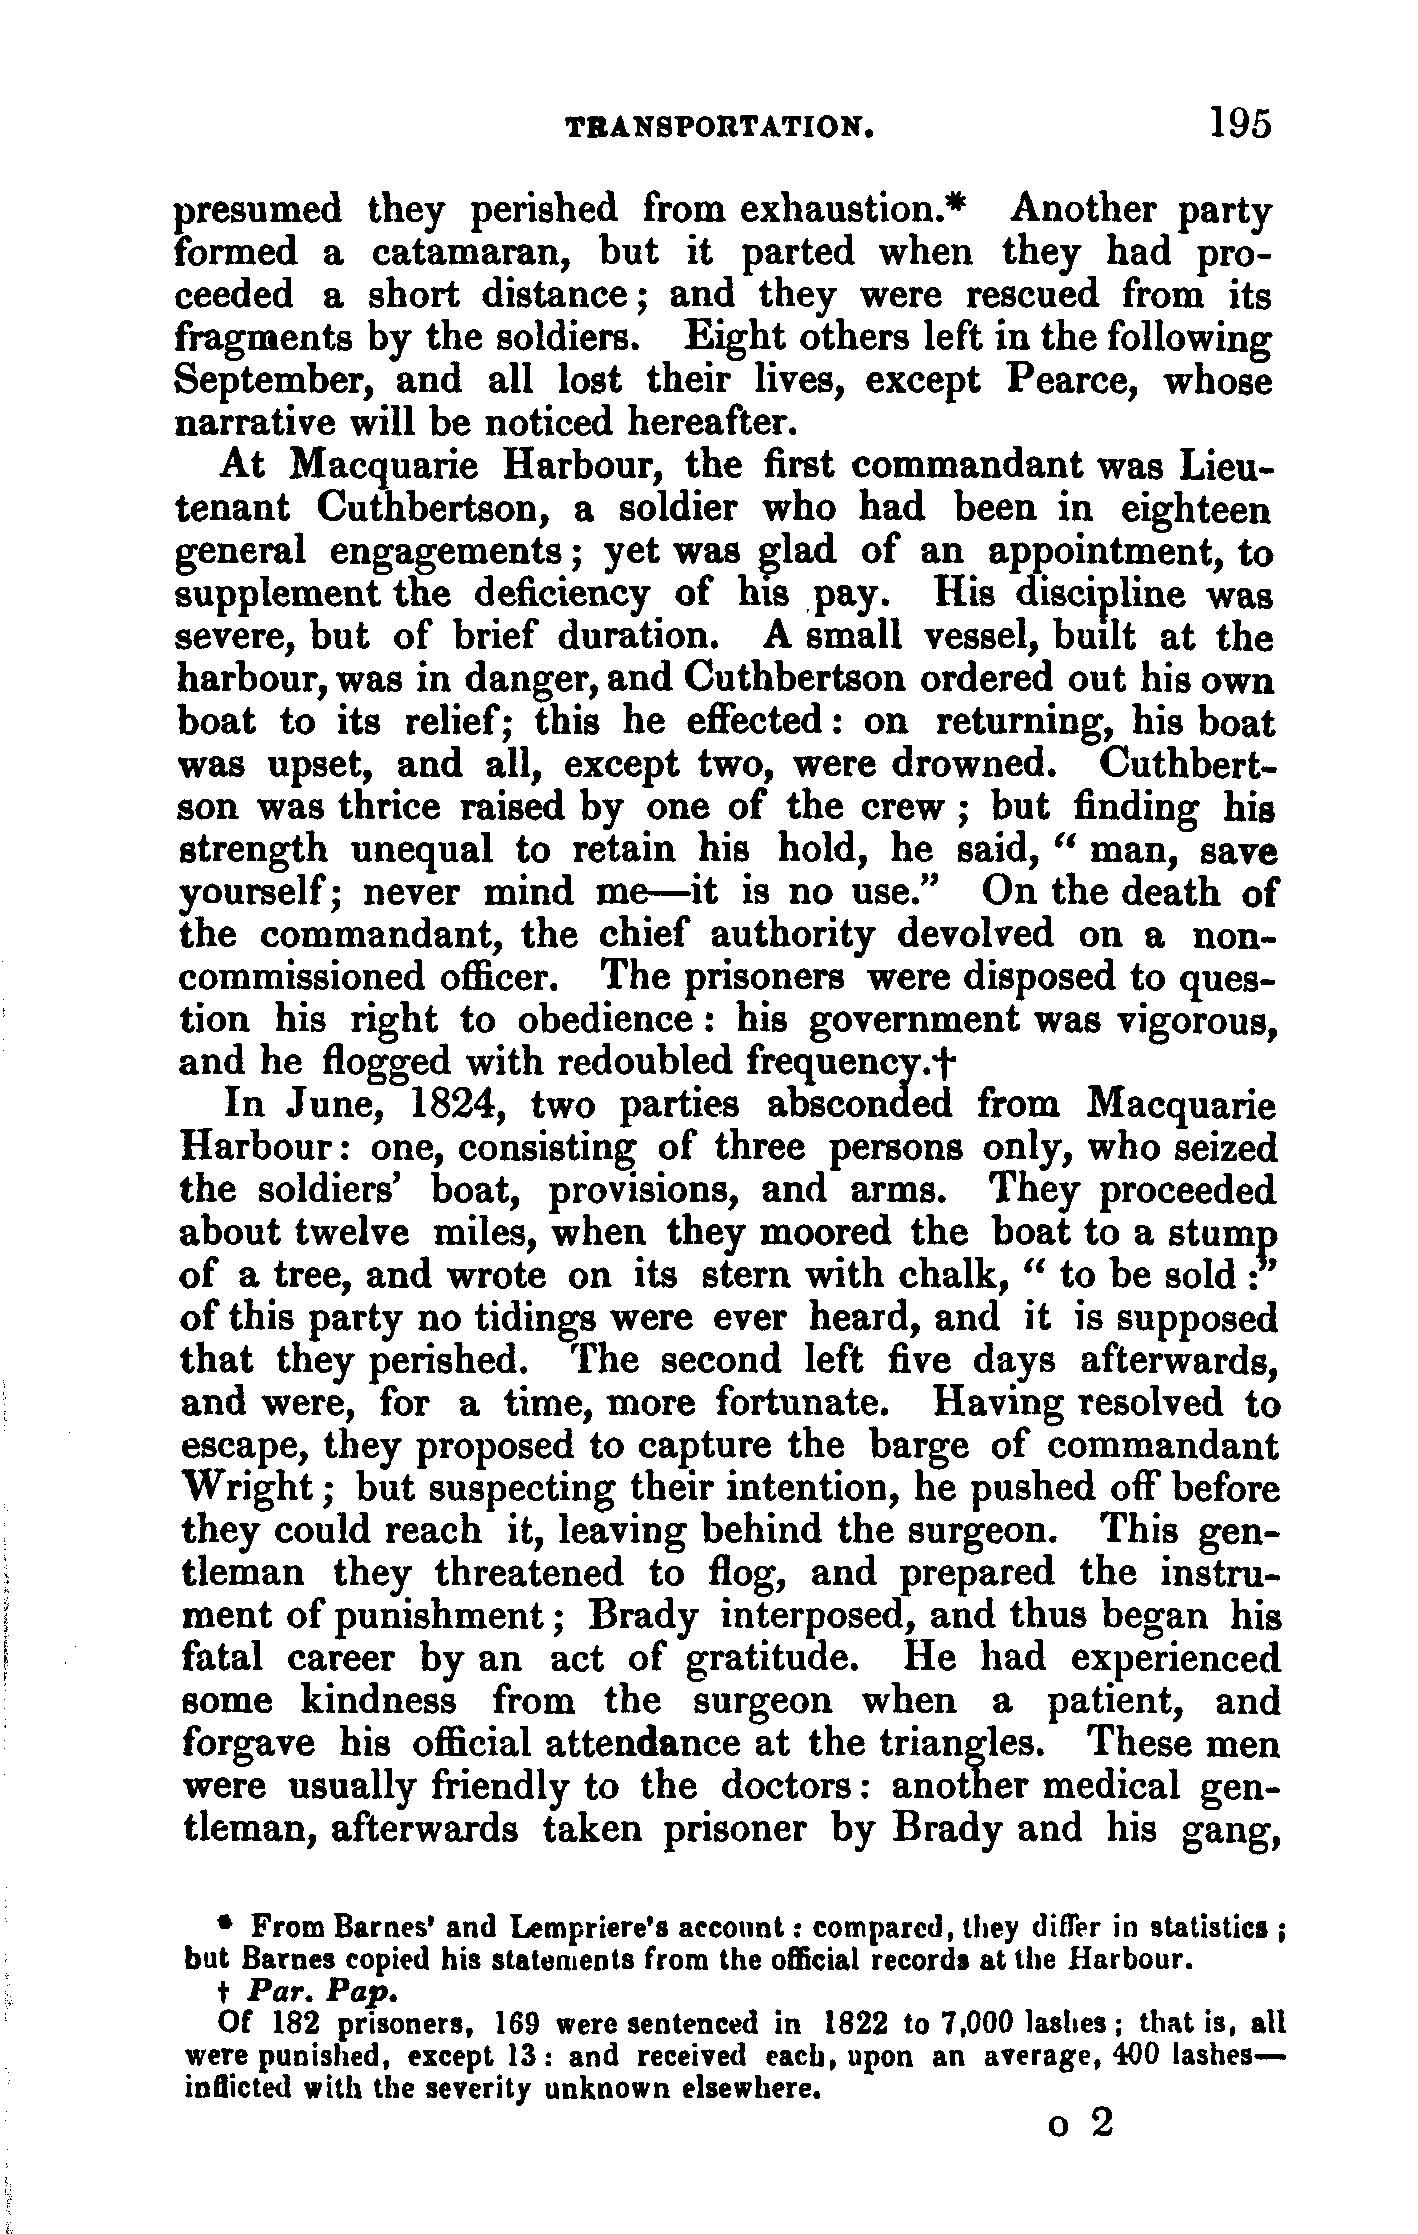 TRANSPORTATION. 195
presumed they perished from exhaustion.* Another party
formed a catamaran, but it parted when they had pro-
ceeded a short distance; and they were rescued from its
fragments by the soldiers. Eight others left in the following
September, and all lost their lives, except Pearce, whose
narrative will be noticed hereafter.
At Macquarie Harbour, the first commandant was Lieu-
tenant Cuthbertson, a soldier who had been in eighteen
general engagements; yet was glad of an appointment, to
supplement the deficiency of his pay. His discipline was
severe, but of brief duration. A small vessel, built at the
harbour, was in danger, and Cuthbertson ordered out his own
boat to its relief; this he effected: on returning, his boat
was upset, and all, except two, were drowned. Cuthbert-
son was thrice raised by one of the crew; but finding his
strength unequal to retain his hold, he said, "man, save
yourself; never mind me—it is no use." On the death of
the commandant, the chief authority devolved on a non-
commissioned officer. The prisoners were disposed to ques-
tion his right to obedience: his government was vigorous,
and he flogged with redoubled frequency.†
In June, 1824, two parties absconded from Macquarie
Harbour: one, consisting of three persons only, who seized
the soldiers' boat, provisions, and arms. They proceeded
about twelve miles, when they moored the boat to a stump
of a tree, and wrote on its stern with chalk, "to be sold:"
of this party no tidings were ever heard, and it is supposed
that they perished. The second left five days afterwards,
and were, for a time, more fortunate. Having resolved to
escape, they proposed to capture the barge of commandant
Wright; but suspecting their intention, he pushed off before
they could reach it, leaving behind the surgeon. This gen-
tleman they threatened to flog, and prepared the instru-
ment of punishment; Brady interposed, and thus began his
fatal career by an act of gratitude. He had experienced
some kindness from the surgeon when a patient, and
forgave his official attendance at the triangles. These men
were usually friendly to the doctors: another medical gen-
tleman, afterwards taken prisoner by Brady and his gang,
* From Barnes' and Lempriere's account: compared, they differ in statistics;
but Barnes copied his statements from the official records at the Harbour.
† Par. Pap.
Of 182 prisoners, 169 were sentenced in 1822 to 7,000 lashes; that is, all
were punished, except 13: and received each, upon an average, 400 lashes—
inflicted with the severity unknown elsewhere.
o 2